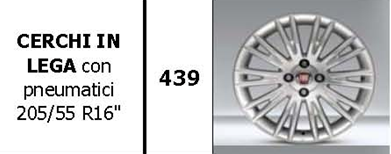 CERCHI IN
LEGA con
pneumatici
205/55 R16"
439